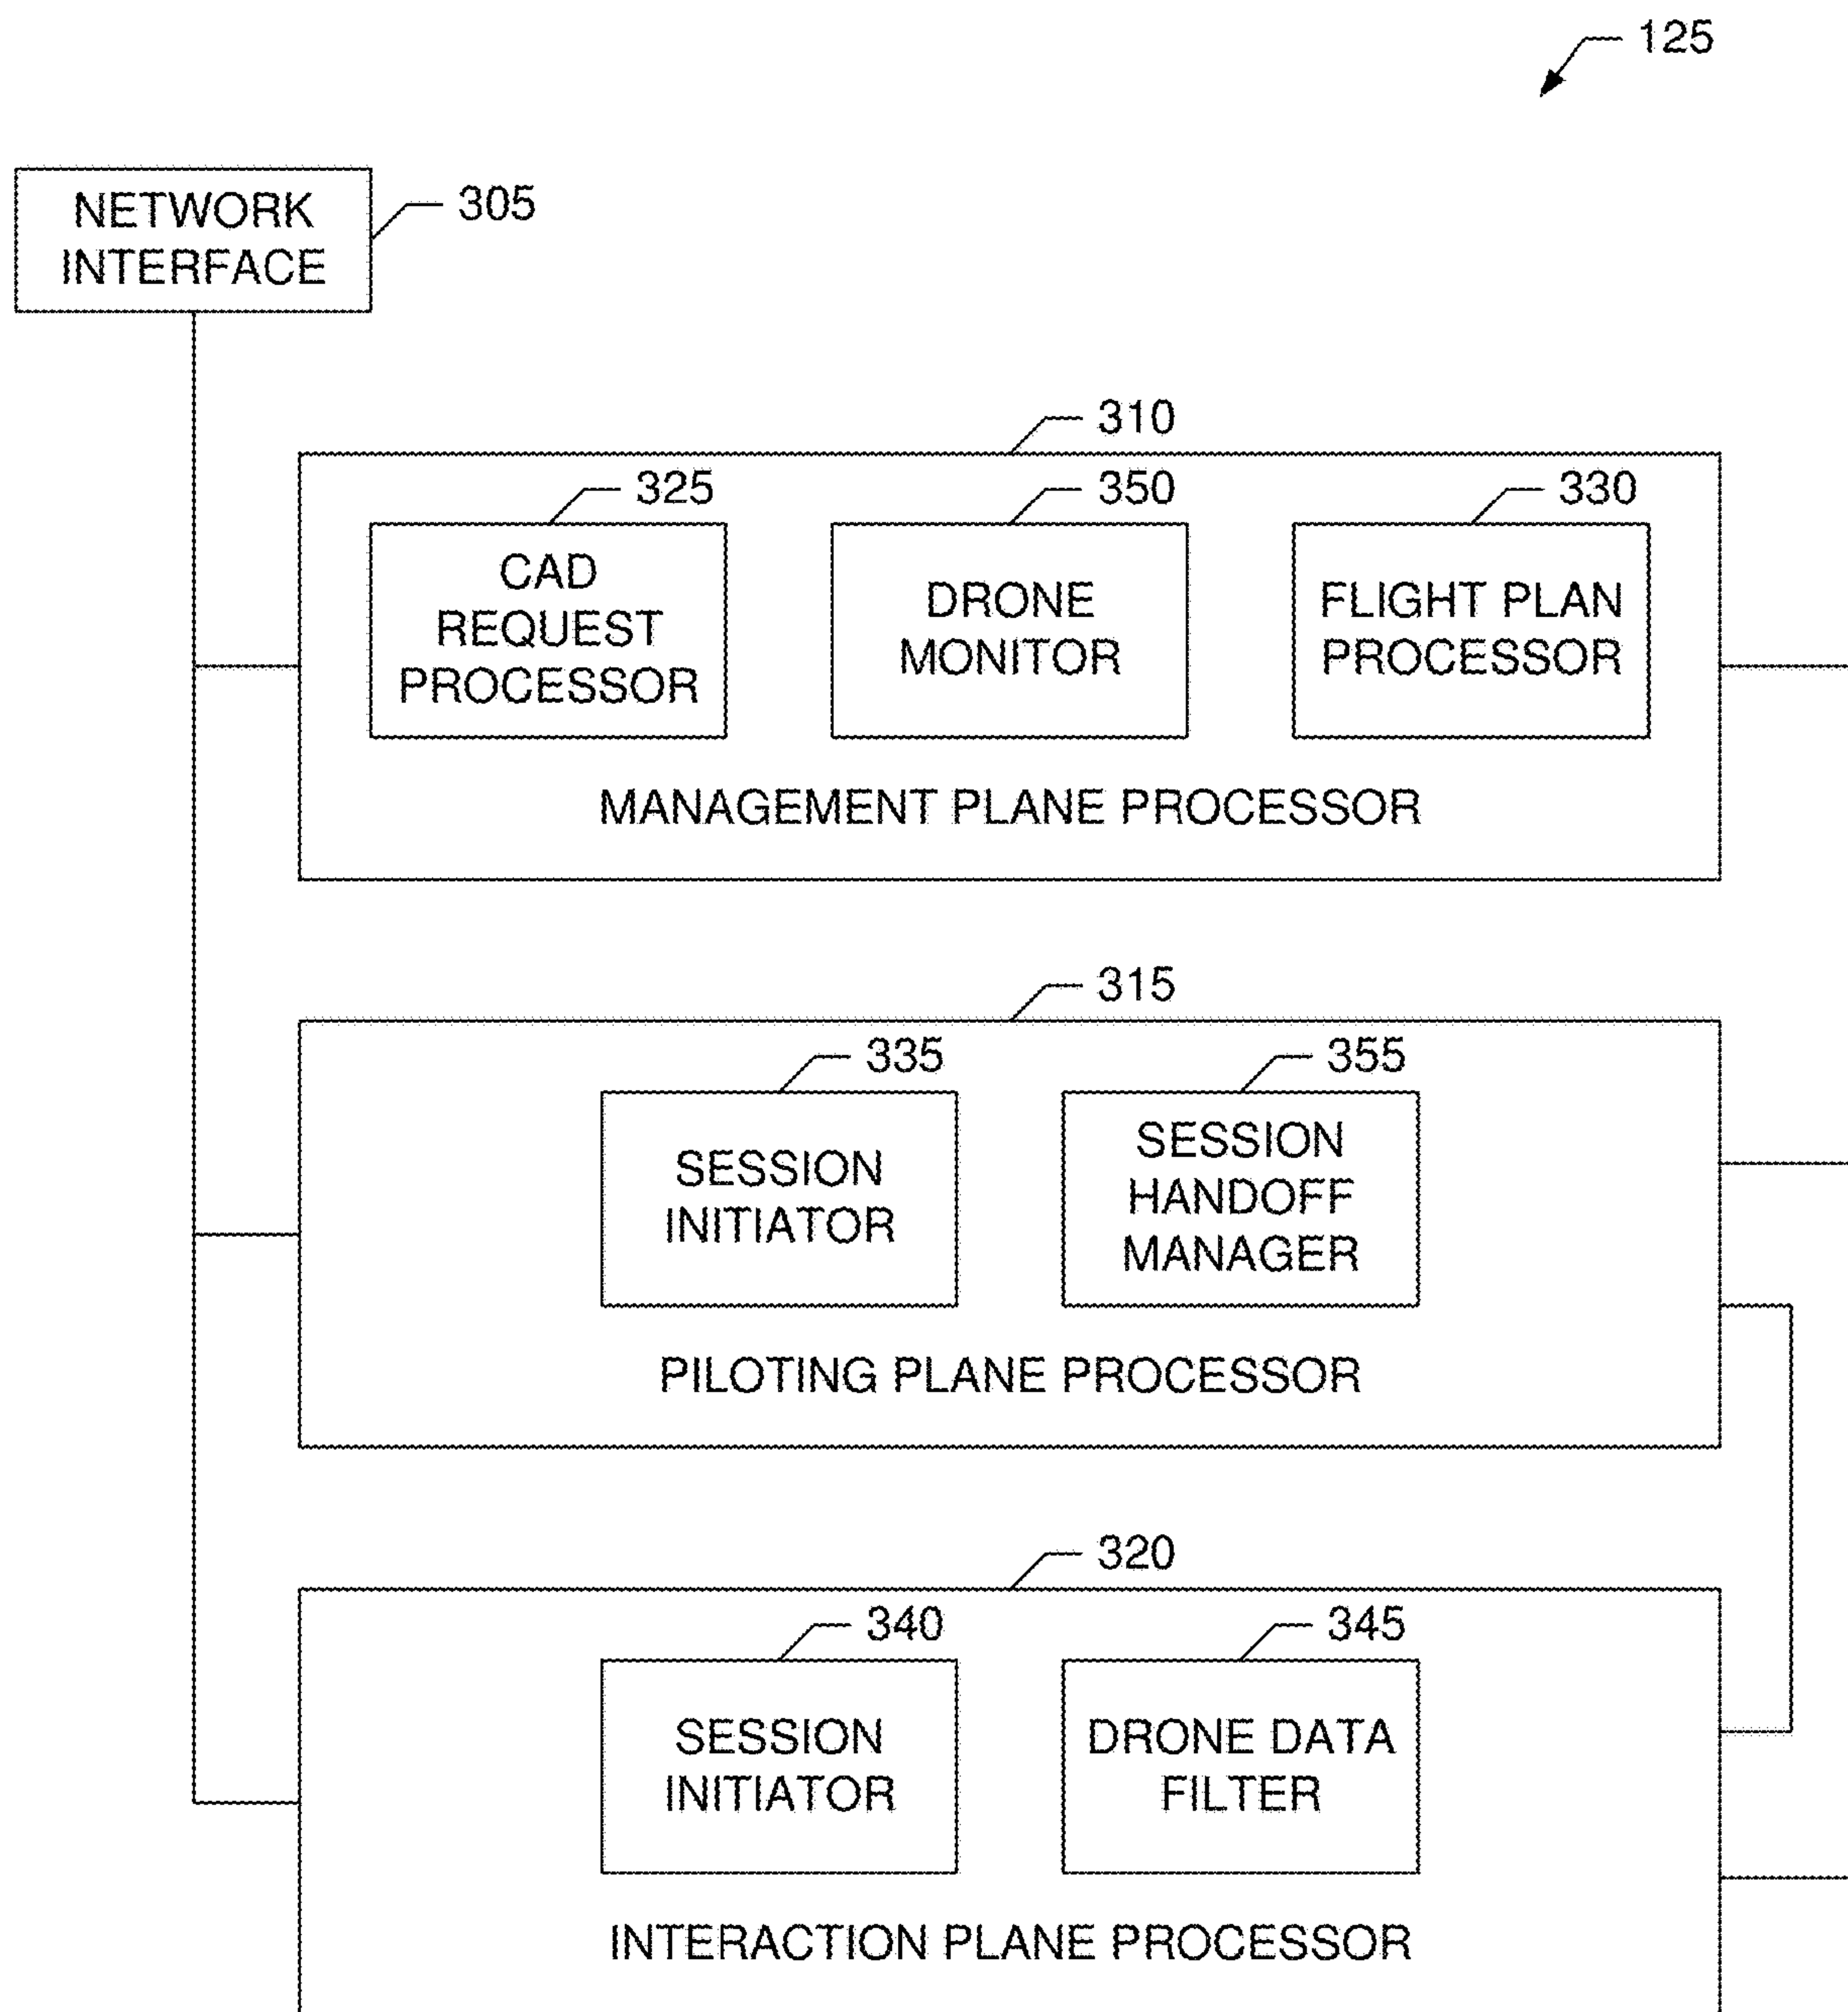 125
NETWORK
INTERFACE
305
310
325
350
330
CAD
REQUEST
PROCESSOR
DRONE
MONITOR
FLIGHT PLAN
PROCESSOR
MANAGEMENT PLANE PROCESSOR
315
335
355
SESSION
INITIATOR
SESSION
HANDOFF
MANAGER
PILOTING PLANE PROCESSOR
320
340
345
SESSION
INITIATOR
DRONE DATA
FILTER
INTERACTION PLANE PROCESSOR